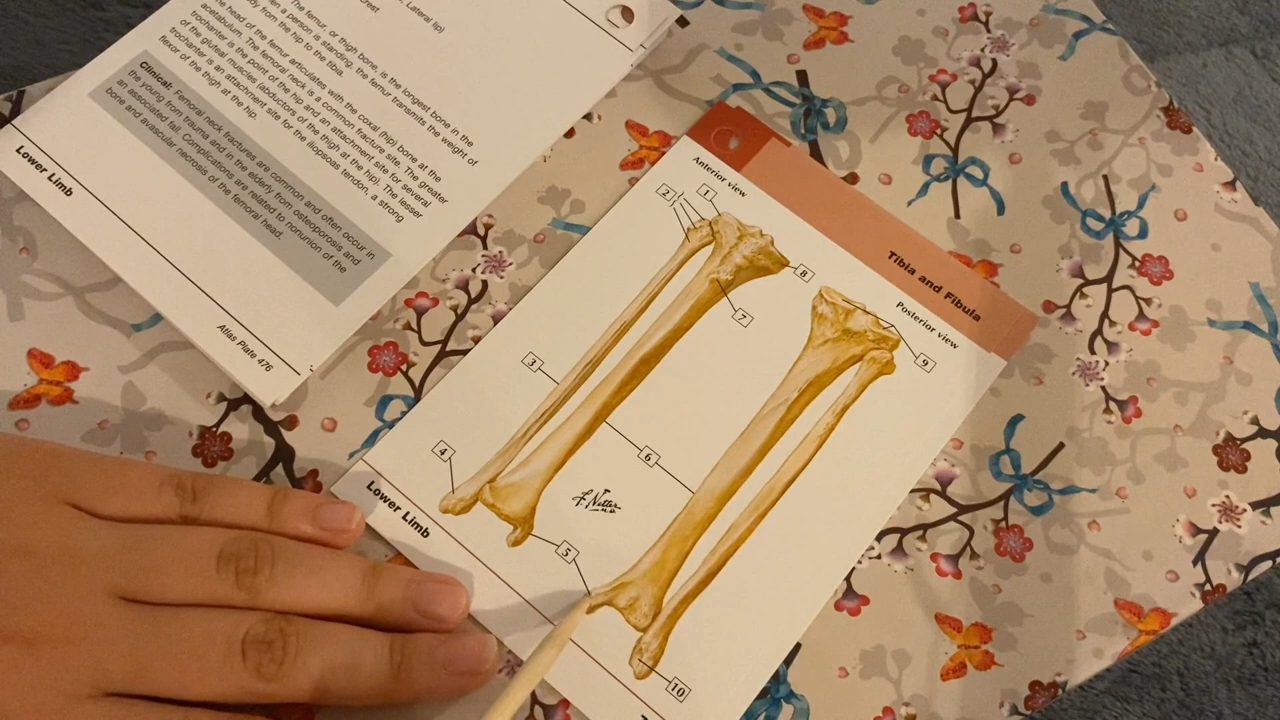 Lateral lip)
crest
The femur, or thigh bone, is the longest bone in the
en a person is standing, the femur transmits the weight of
dy from the hip to the tibia.
he head of the femur articulates with the coxal (hip) bone at the
acetabulum. The femoral neck is a common fracture site. The greater
trochanter is the point of the hip and an attachment site for several
of the gluteal muscles (abductors of the thigh at the hip). The lesser
trochanter is an attachment site for the iliopsoas tendon, a strong
flexor of the thigh at the hip.
Clinical: Femoral neck fractures are common and often occur in
the young from trauma and in the elderly from osteoporosis and
an associated fall. Complications are related to nonunion of the
bone and avascular necrosis of the femoral head.
Lower Limb
Atlas Plate 476
Tibia and Fibula
Anterior view
Posterior view
1
2
3
4
5
6
7
8
9
10
F. Netter
M.D.
Lower Limb